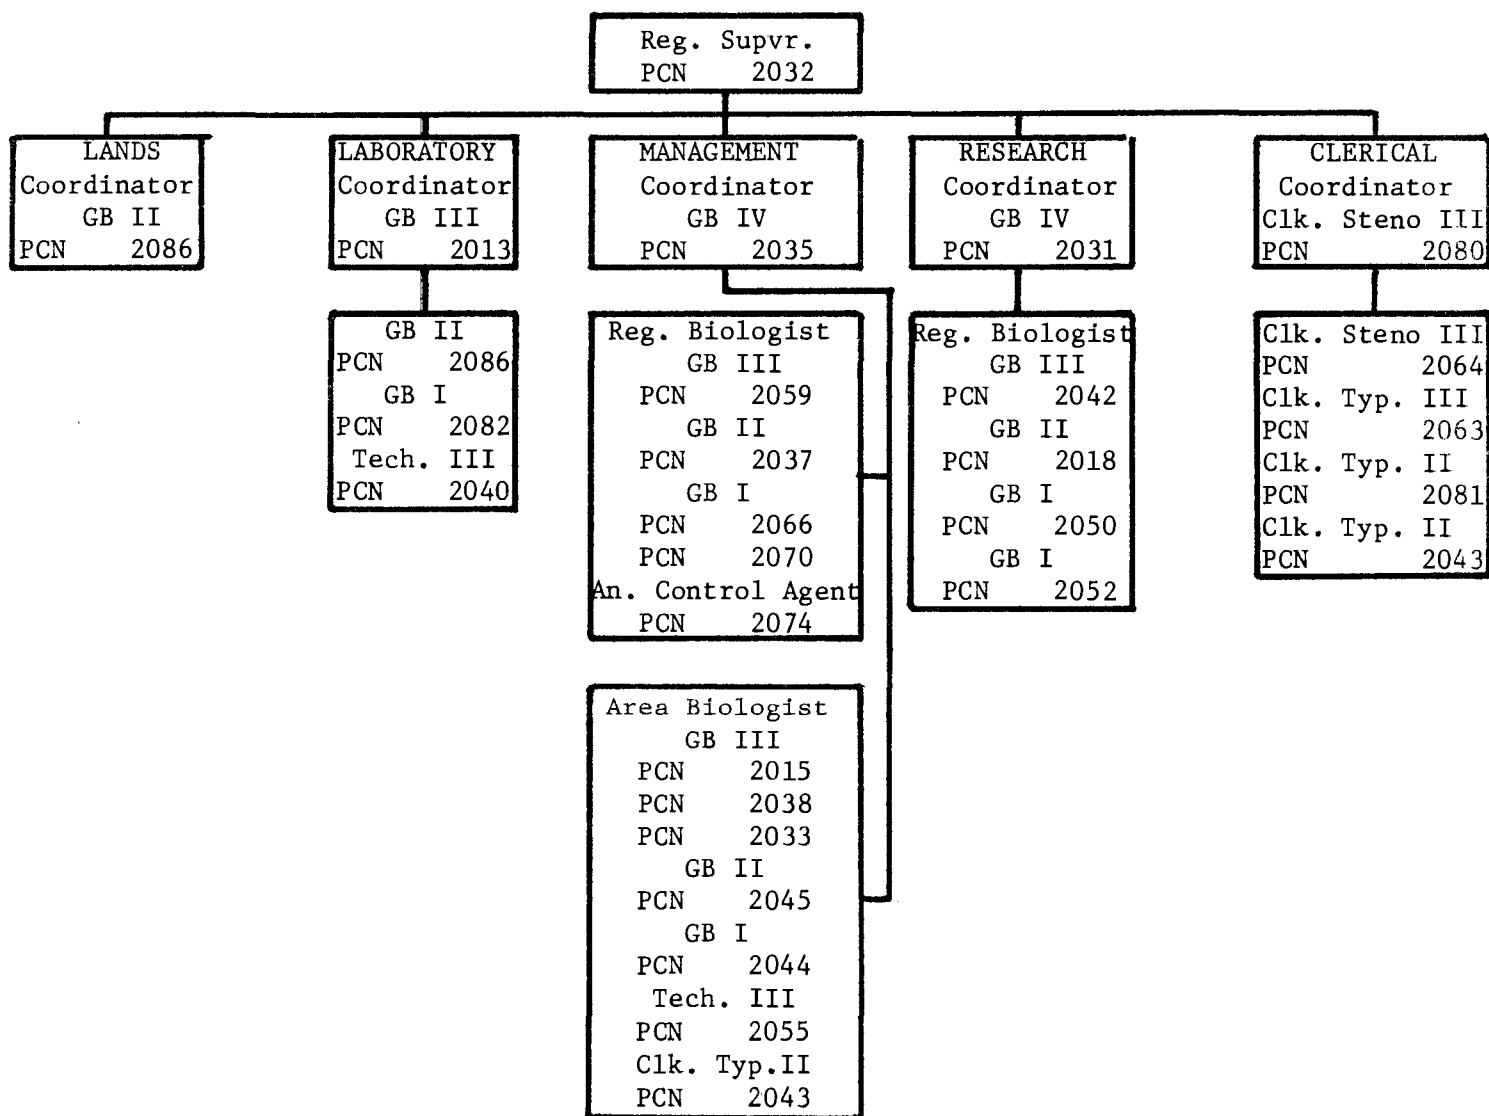 Reg. Supvr.
PCN 2032
LANDS
Coordinator
GB II
PCN 2086
LABORATORY
Coordinator
GB III
PCN 2013
MANAGEMENT
Coordinator
GB IV
PCN 2035
RESEARCH
Coordinator
GB IV
PCN 2031
CLERICAL
Coordinator
Clk. Steno III
PCN 2080
GB II
PCN 2086
GB I
PCN 2082
Tech. III
PCN 2040
Reg. Biologist
GB III
PCN 2059
GB II
PCN 2037
GB I
PCN 2066
PCN 2070
An. Control Agent
PCN 2074
Reg. Biologist
GB III
PCN 2042
GB II
PCN 2018
GB I
PCN 2050
GB I
PCN 2052
Clk. Steno III
PCN 2064
Clk. Typ. III
PCN 2063
Clk. Typ. II
PCN 2081
Clk. Typ. II
PCN 2043
Area Biologist
GB III
PCN 2015
PCN 2038
PCN 2033
GB II
PCN 2045
GB I
PCN 2044
Tech. III
PCN 2055
Clk. Typ.II
PCN 2043